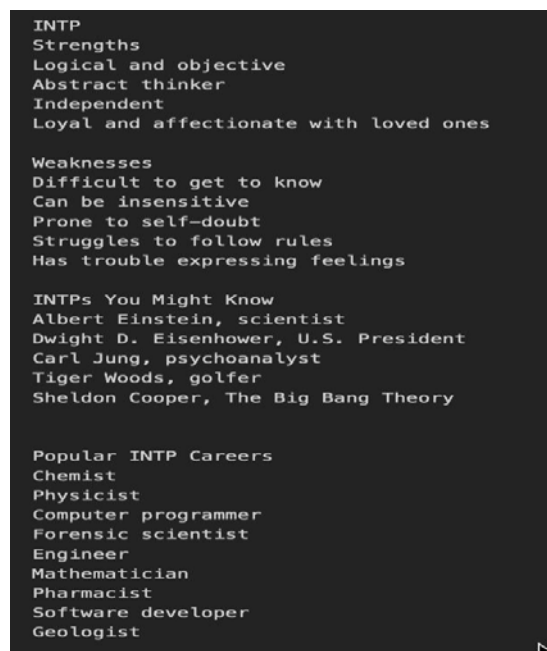 INTP
Strengths
Logical and objective
Abstract thinker
Independent
Loyal and affectionate with loved ones
Weaknesses
Difficult to get to know
Can be insensitive
Prone to self—doubt
Struggles to follow rules
Has trouble expressing feelings
INTPs You Might Know
Albert Einstein, scientist
Dwight D. Eisenhower, U.S. President
Carl Jung, psychoanalyst
Tiger Woods, golfer
Sheldon Cooper, The Big Bang Theory
Popular INTP Careers
Chemist
Physicist
Computer programmer
Forensic scientist
Engineer
Mathematician
Pharmacist
Software developer
Geologist